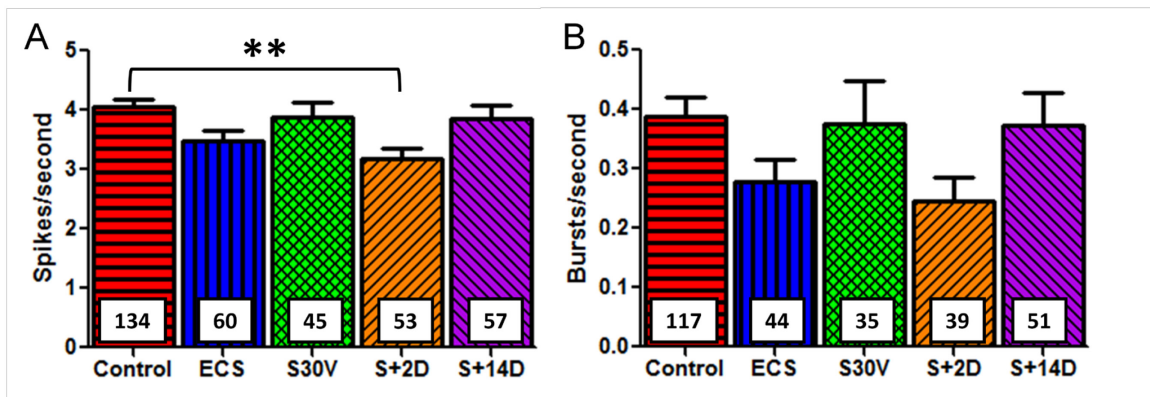 A
B
**
5
4
3
2
1
0
Spikes/second
134
60
45
53
57
Control
ECS
S30V
S+2D
S+14D
0.5
0.4
0.3
0.2
0.1
0.0
Bursts/second
117
44
35
39
51
Control
ECS
S30V
S+2D
S+14D